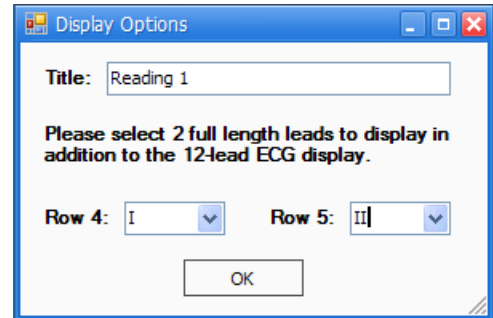 Display Options
Title: Reading 1
Please select 2 full length leads to display in
addition to the 12-lead ECG display.
Row 4: I Row 5: II
OK